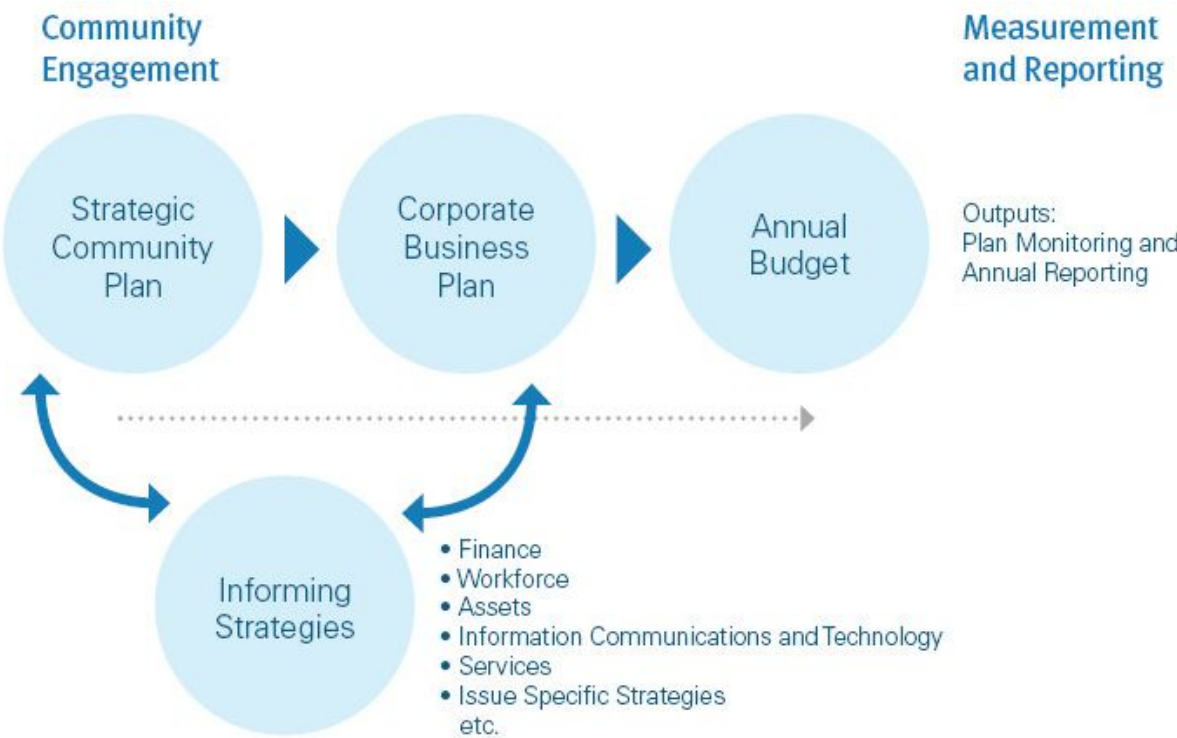 Community
Engagement
Measurement
and Reporting
Strategic
Community
Plan
Corporate
Business
Plan
Annual
Budget
Outputs:
Plan Monitoring and
Annual Reporting
Informing
Strategies
• Finance
• Workforce
• Assets
• Information Communications and Technology
• Services
• Issue Specific Strategies
etc.